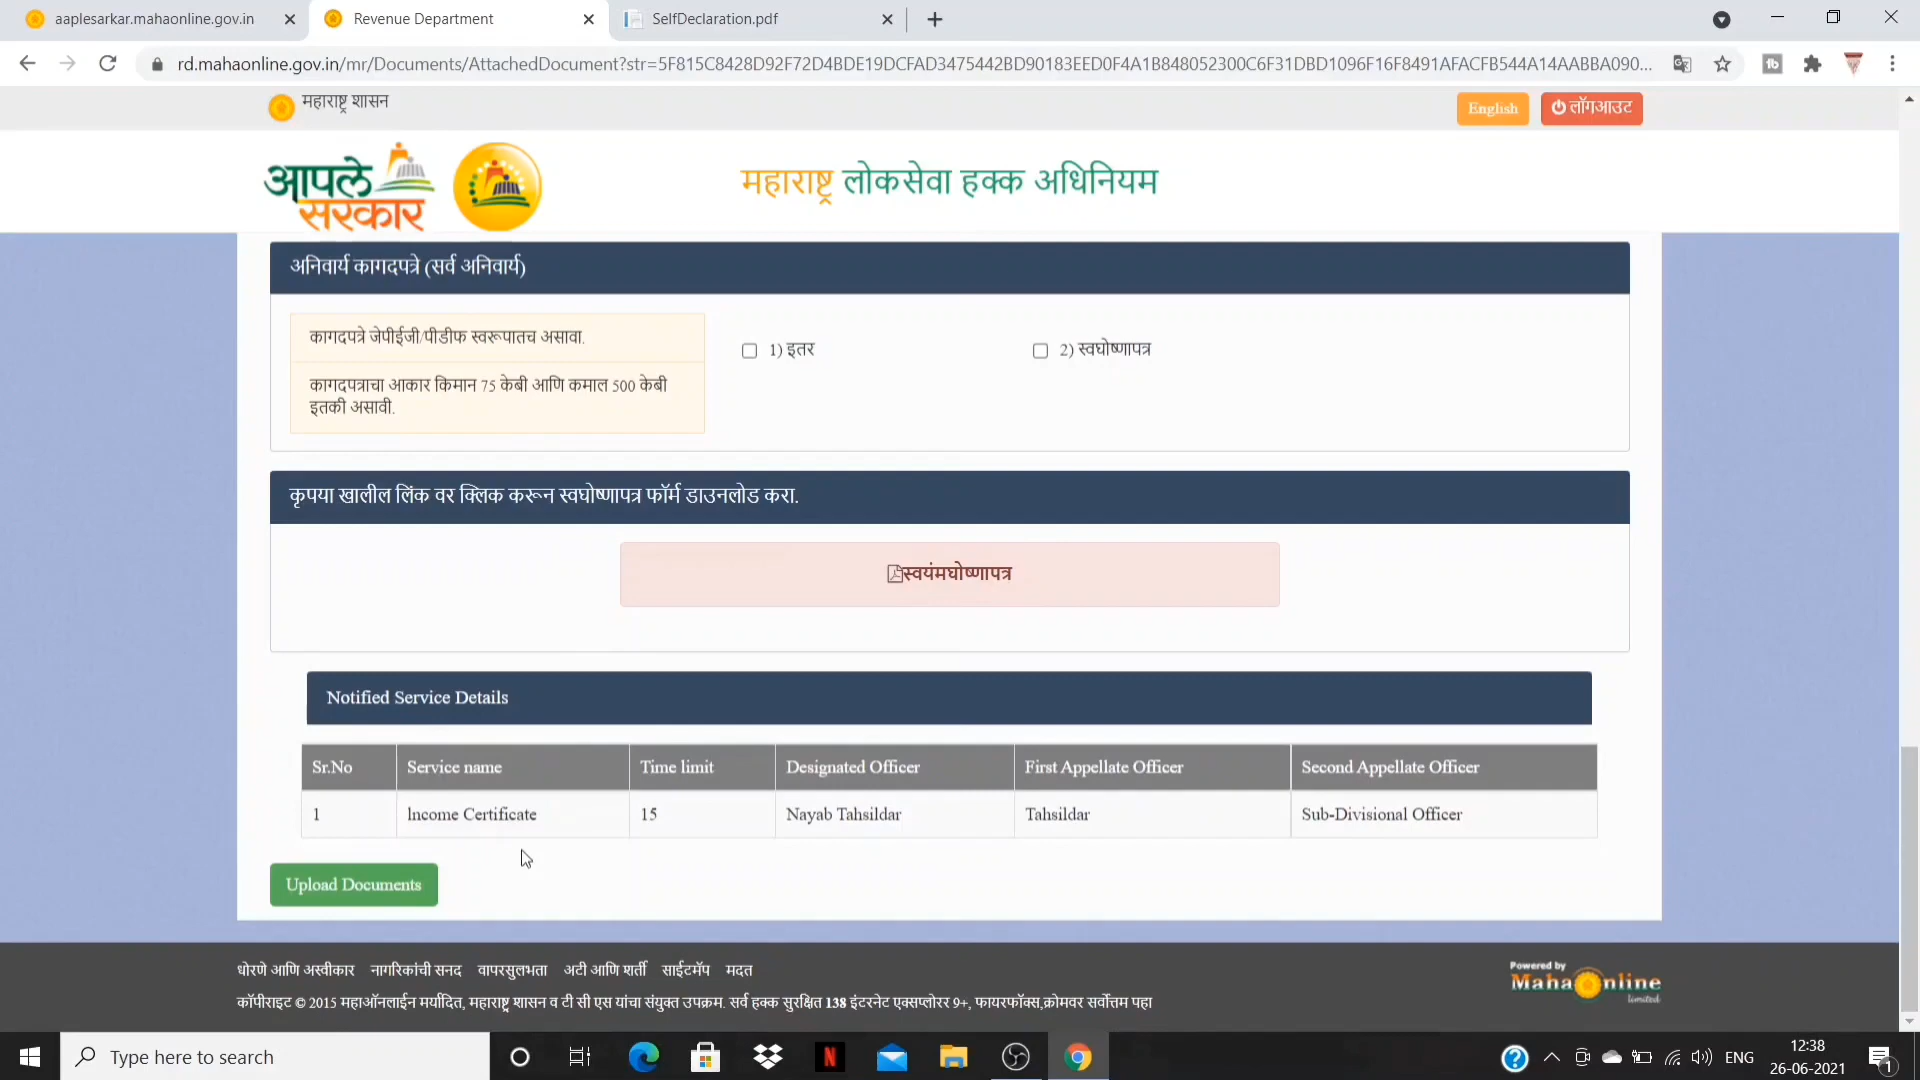 aaplesarkar.mahaonline.gov.in
Revenue Department
SelfDeclaration.pdf
rd.mahaonline.gov.in/mr/Documents/AttachedDocument?str=5F815C8428D92F72D4BDE19DCFAD3475442BD90183EED0F4A1B848052300C6F31DBD1096F16F8491AFACFB544A14AABBA090...
महाराष्ट्र शासन
English
लॉगआउट
आपले
सरकार
महाराष्ट्र लोकसेवा हक्क अधिनियम
अनिवार्य कागदपत्रे (सर्व अनिवार्य)
कागदपत्रे जेपीईजी/पीडीफ स्वरूपातच असावा.
कागदपत्राचा आकार किमान 75 केबी आणि कमाल 500 केबी
इतकी असावी.
1) इतर
2) स्वघोष्णापत्र
कृपया खालील लिंक वर क्लिक करून स्वघोष्णापत्र फॉर्म डाउनलोड करा.
स्वयंमघोष्णापत्र
Notified Service Details
Sr.No Service name Time limit Designated Officer First Appellate Officer Second Appellate Officer
1 Income Certificate 15 Nayab Tahsildar Tahsildar Sub-Divisional Officer
Upload Documents
धोरणे आणि अस्वीकार नागरिकांची सनद वापरसुलभता अटी आणि शर्ती साईटमॅप मदत
कॉपीराइट © 2015 महाऑनलाईन मर्यादित, महाराष्ट्र शासन व टी सी एस यांचा संयुक्त उपक्रम. सर्व हक्क सुरक्षित 138 इंटरनेट एक्सप्लोरर 9+, फायरफॉक्स,क्रोमवर सर्वोत्तम पहा
Powered by
MahaOnline
limited
Type here to search
ENG
12:38
26-06-2021
1